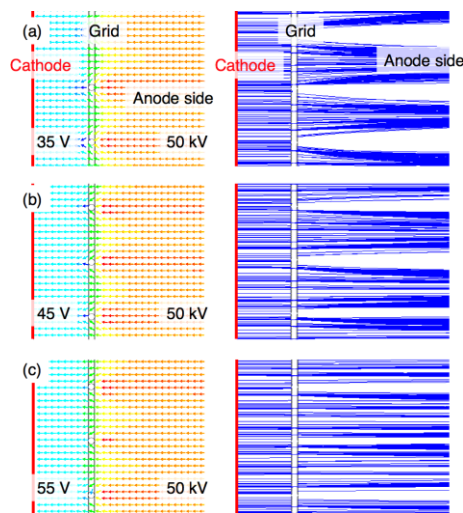 (a)
Grid
Cathode
Anode side
35 V
50 kV
Grid
Cathode
Anode side
(b)
45 V
50 kV
(c)
55 V
50 kV